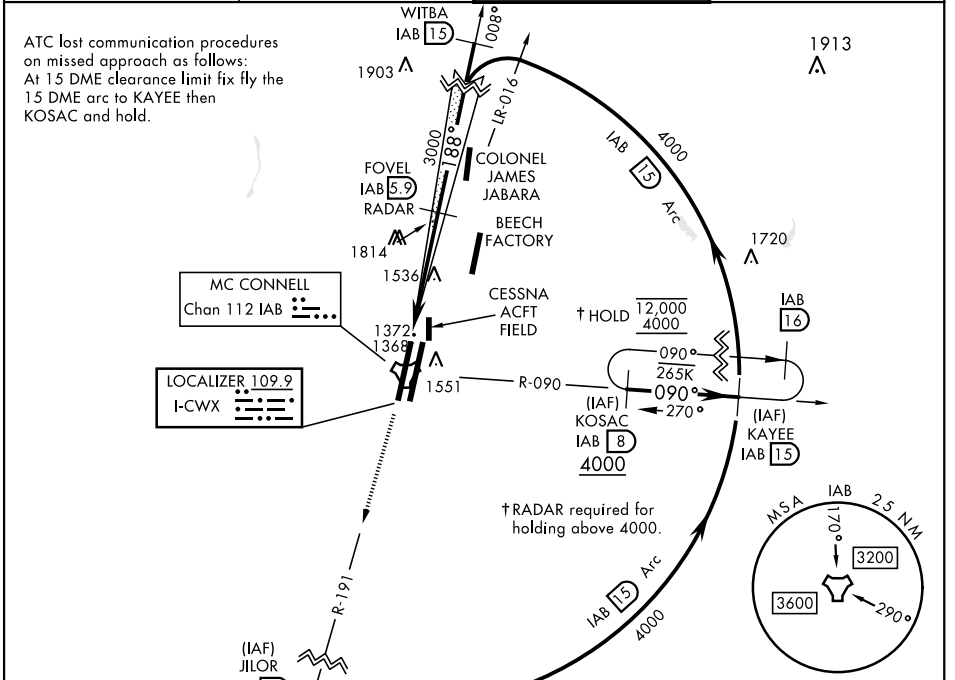 WITBA
IAB 15
008°
ATC lost communication procedures
on missed approach as follows:
At 15 DME clearance limit fix fly the
15 DME arc to KAYEE then
KOSAC and hold.
1903
1913
LR-016
3000
188°
4000
IAB 15 Arc
FOVEL
IAB 5.9
RADAR
COLONEL
JAMES
JABARA
BEECH
FACTORY
1814
1536
1720
MC CONNELL
Chan 112 IAB
CESSNA
ACFT
FIELD
1372
1368
1551
† HOLD 12,000
4000
IAB
16
090°
265K
090°
270°
R-090
LOCALIZER 109.9
I-CWX
(IAF)
KOSAC
IAB 8
4000
(IAF)
KAYEE
IAB 15
† RADAR required for
holding above 4000.
IAB 15 Arc
4000
R-191
MSA IAB 25 NM
170°
3200
3600
290°
(IAF)
JILOR